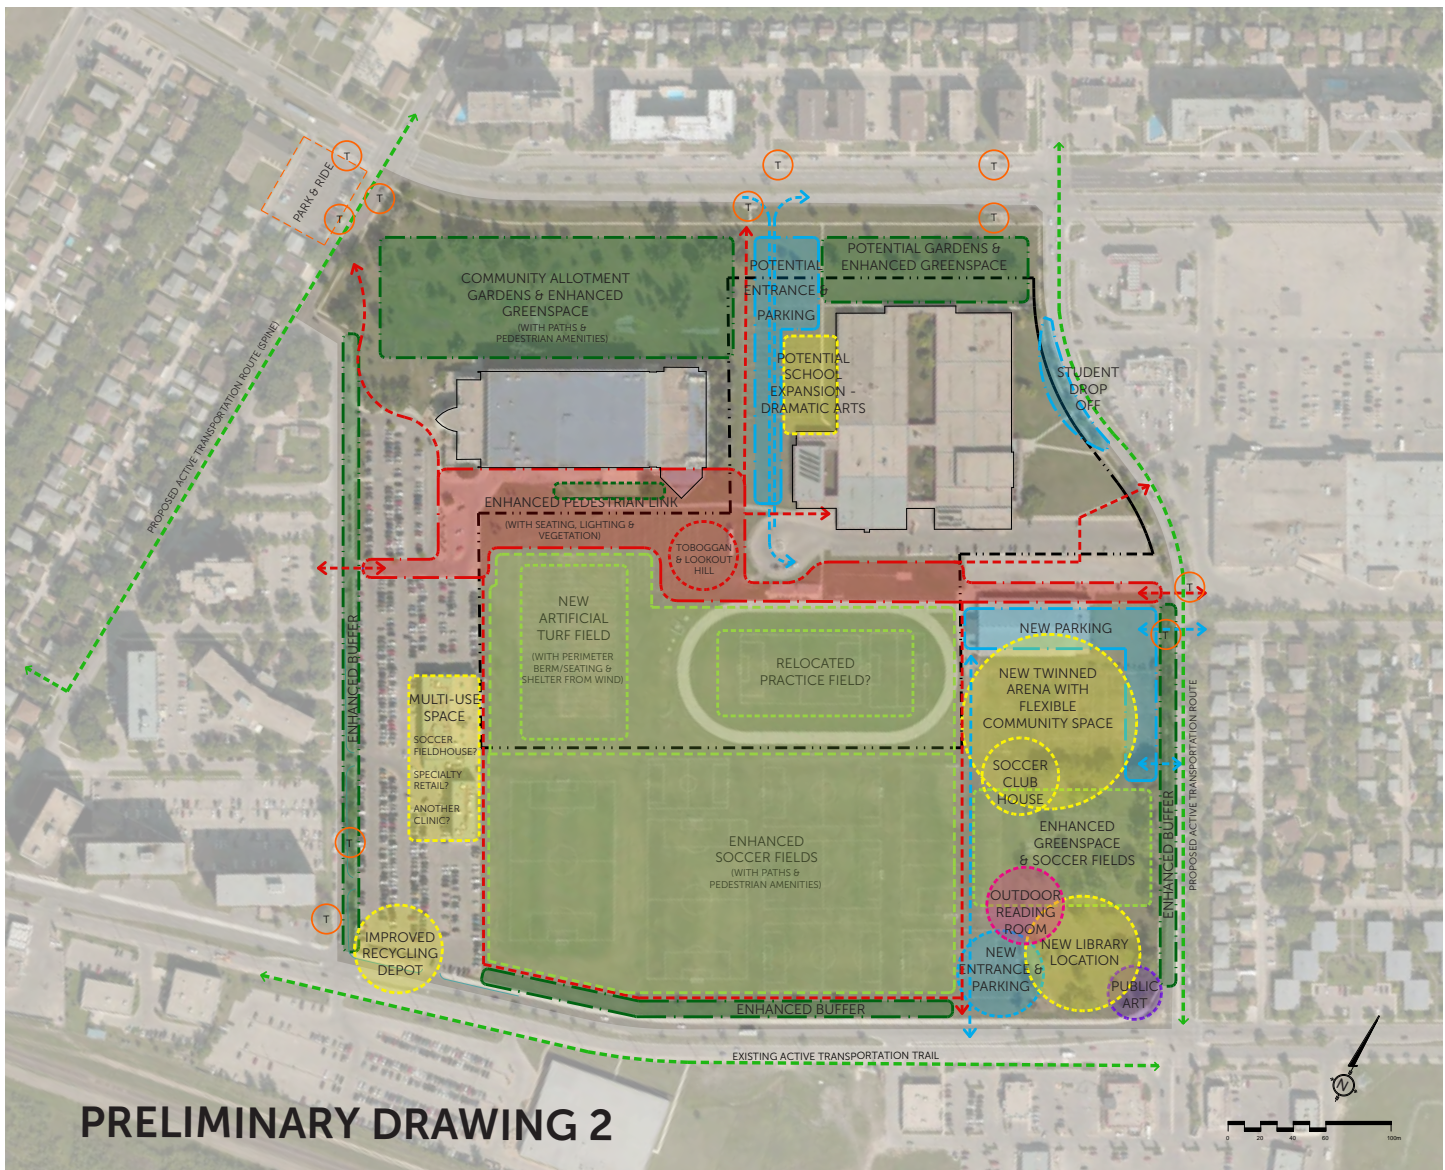 T
T
T
T
T
T
T
T
PARK & RIDE
PROPOSED ACTIVE TRANSPORTATION ROUTE (SPINE)
COMMUNITY ALLOTMENT
GARDENS & ENHANCED
GREENSPACE
(WITH PATHS &
PEDESTRIAN AMENITIES)
POTENTIAL
ENTRANCE &
PARKING
POTENTIAL GARDENS &
ENHANCED GREENSPACE
POTENTIAL
SCHOOL
EXPANSION -
DRAMATIC ARTS
STUDENT
DROP
OFF
ENHANCED PEDESTRIAN LINK
(WITH SEATING, LIGHTING &
VEGETATION)
TOBOGGAN
& LOOKOUT
HILL
NEW
ARTIFICIAL
TURF FIELD
(WITH PERIMETER
BERM/SEATING &
SHELTER FROM WIND)
RELOCATED
PRACTICE FIELD?
T
T
NEW PARKING
NEW TWINNED
ARENA WITH
FLEXIBLE
COMMUNITY SPACE
SOCCER
CLUB
HOUSE
ENHANCED BUFFER
MULTI-USE
SPACE
SOCCER
FIELDHOUSE?
SPECIALTY
RETAIL?
ANOTHER
CLINIC?
T
T
ENHANCED
SOCCER FIELDS
(WITH PATHS &
PEDESTRIAN AMENITIES)
ENHANCED
GREENSPACE
& SOCCER FIELDS
ENHANCED BUFFER
PROPOSED ACTIVE TRANSPORTATION ROUTE
OUTDOOR
READING
ROOM
NEW LIBRARY
LOCATION
NEW
ENTRANCE &
PARKING
PUBLIC
ART
IMPROVED
RECYCLING
DEPOT
ENHANCED BUFFER
EXISTING ACTIVE TRANSPORTATION TRAIL
PRELIMINARY DRAWING 2
N
0 20 40 60 100m